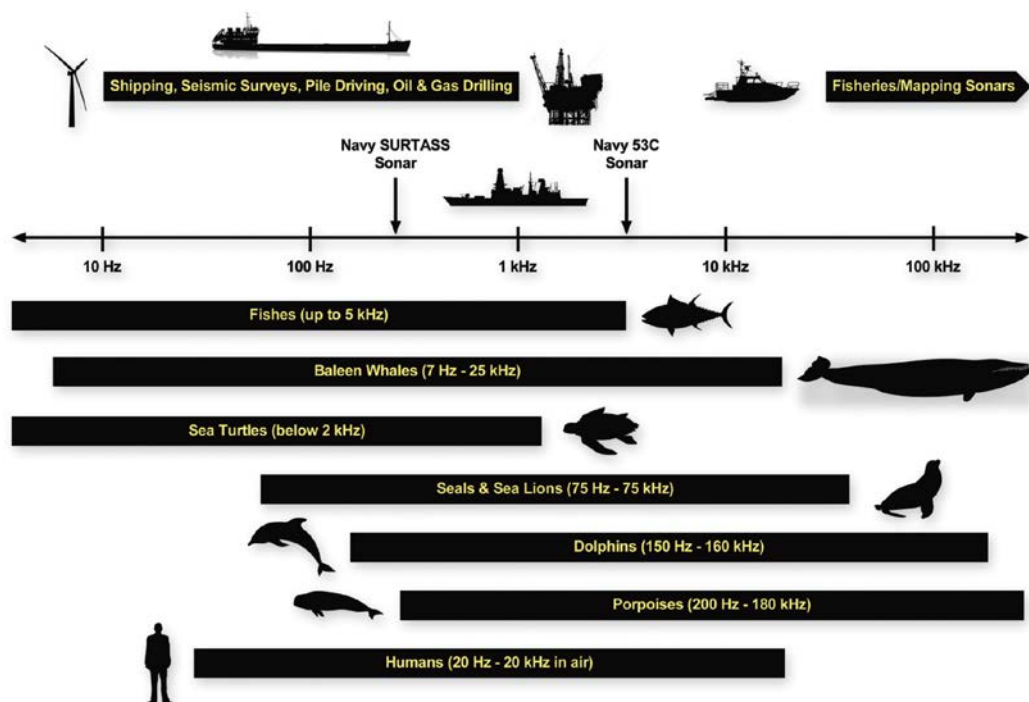 Shipping, Seismic Surveys, Pile Driving, Oil & Gas Drilling
Fisheries/Mapping Sonars
Navy SURTASS
Sonar
Navy 53C
Sonar
10 Hz
100 Hz
1 kHz
10 kHz
100 kHz
Fishes (up to 5 kHz)
Baleen Whales (7 Hz - 25 kHz)
Sea Turtles (below 2 kHz)
Seals & Sea Lions (75 Hz - 75 kHz)
Dolphins (150 Hz - 160 kHz)
Porpoises (200 Hz - 180 kHz)
Humans (20 Hz - 20 kHz in air)